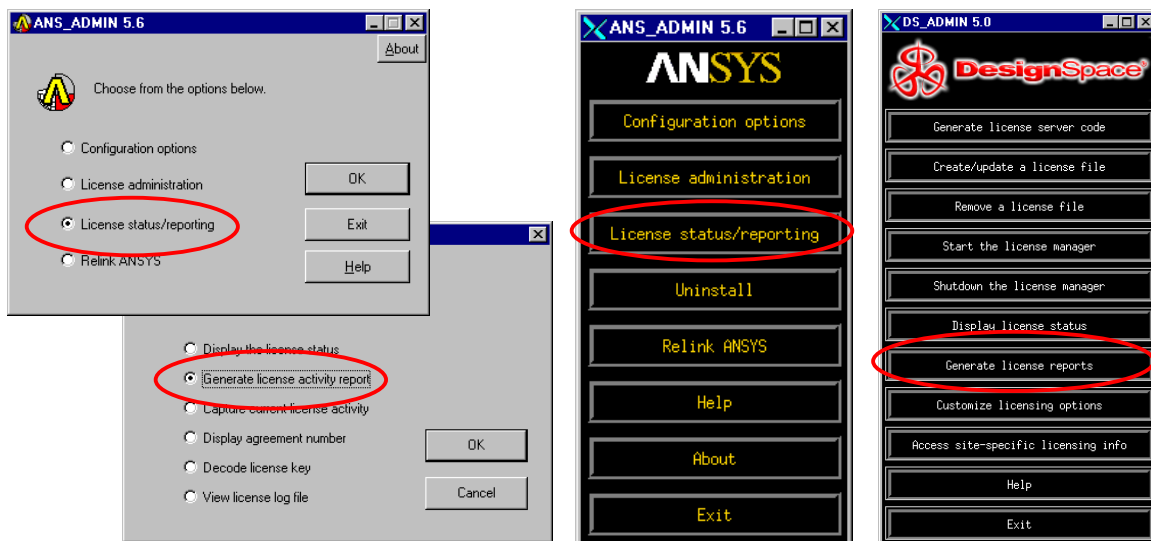 ANS_ADMIN 5.6
About
Choose from the options below.
Configuration options
License administration
License status/reporting
Relink ANSYS
OK
Exit
Help
Display the license status
Generate license activity report
Capture current license activity
Display agreement number
Decode license key
View license log file
OK
Cancel
ANS_ADMIN 5.6
ANSYS
Configuration options
License administration
License status/reporting
Uninstall
Relink ANSYS
Help
About
Exit
DS_ADMIN 5.0
DesignSpace®
Generate license server code
Create/update a license file
Remove a license file
Start the license manager
Shutdown the license manager
Display license status
Generate license reports
Customize licensing options
Access site-specific licensing info
Help
Exit